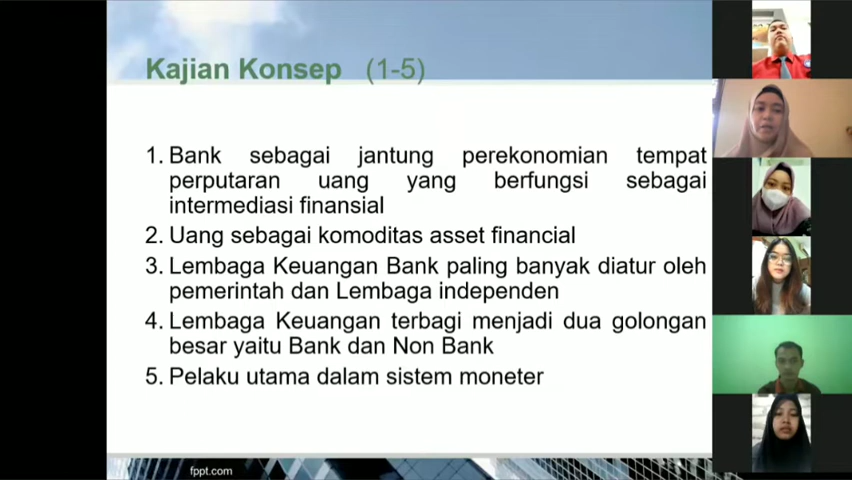 Kajian Konsep (1-5)
1. Bank sebagai jantung perekonomian tempat
perputaran uang yang berfungsi sebagai
intermediasi finansial
2. Uang sebagai komoditas asset financial
3. Lembaga Keuangan Bank paling banyak diatur oleh
pemerintah dan Lembaga independen
4. Lembaga Keuangan terbagi menjadi dua golongan
besar yaitu Bank dan Non Bank
5. Pelaku utama dalam sistem moneter
fppt.com